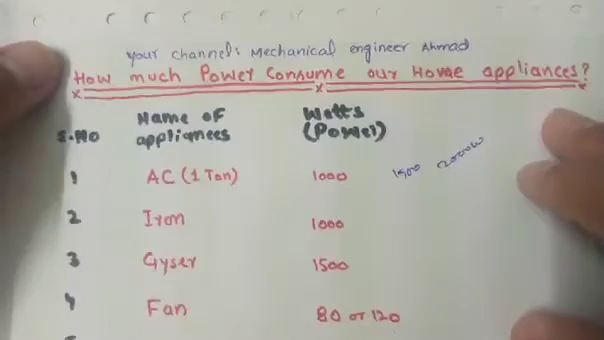 Your Channel: Mechanical engineer Ahmad
How much Power Consume our Home appliances?
S.No Name of appliances Watts (Power)
1 AC (1 Ton) 1000 1500 2000W
2 Iron 1000
3 Gyser 1500
4 Fan 80 or 120